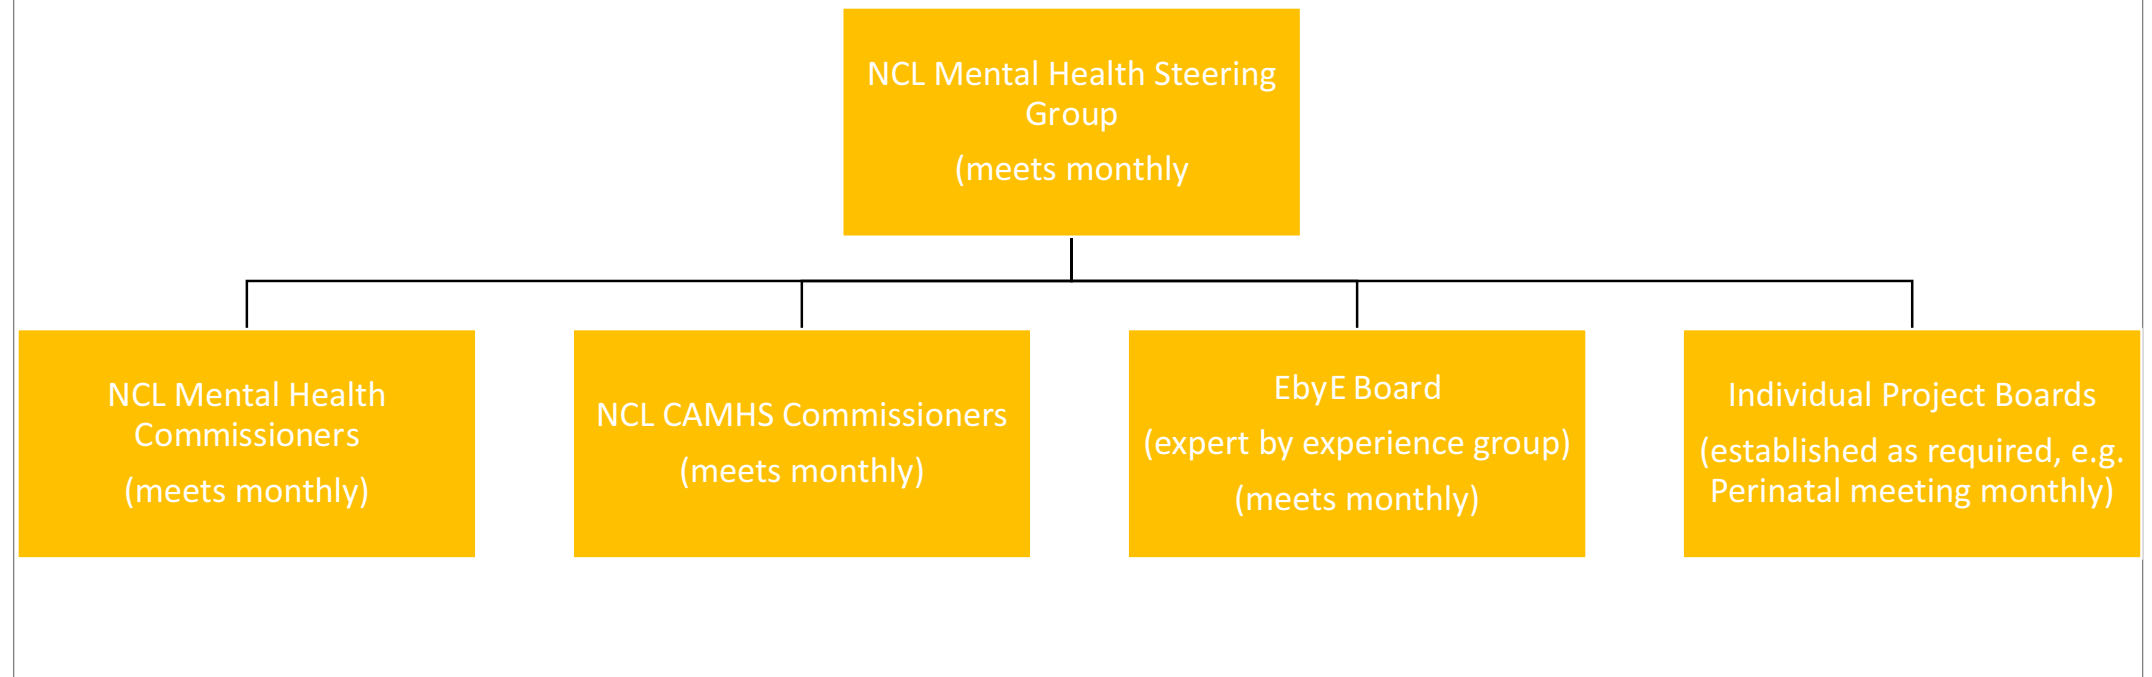 NCL Mental Health Steering
Group
(meets monthly
NCL Mental Health
Commissioners
(meets monthly)
NCL CAMHS Commissioners
(meets monthly)
EbyE Board
(expert by experience group)
(meets monthly)
Individual Project Boards
(established as required, e.g.
Perinatal meeting monthly)